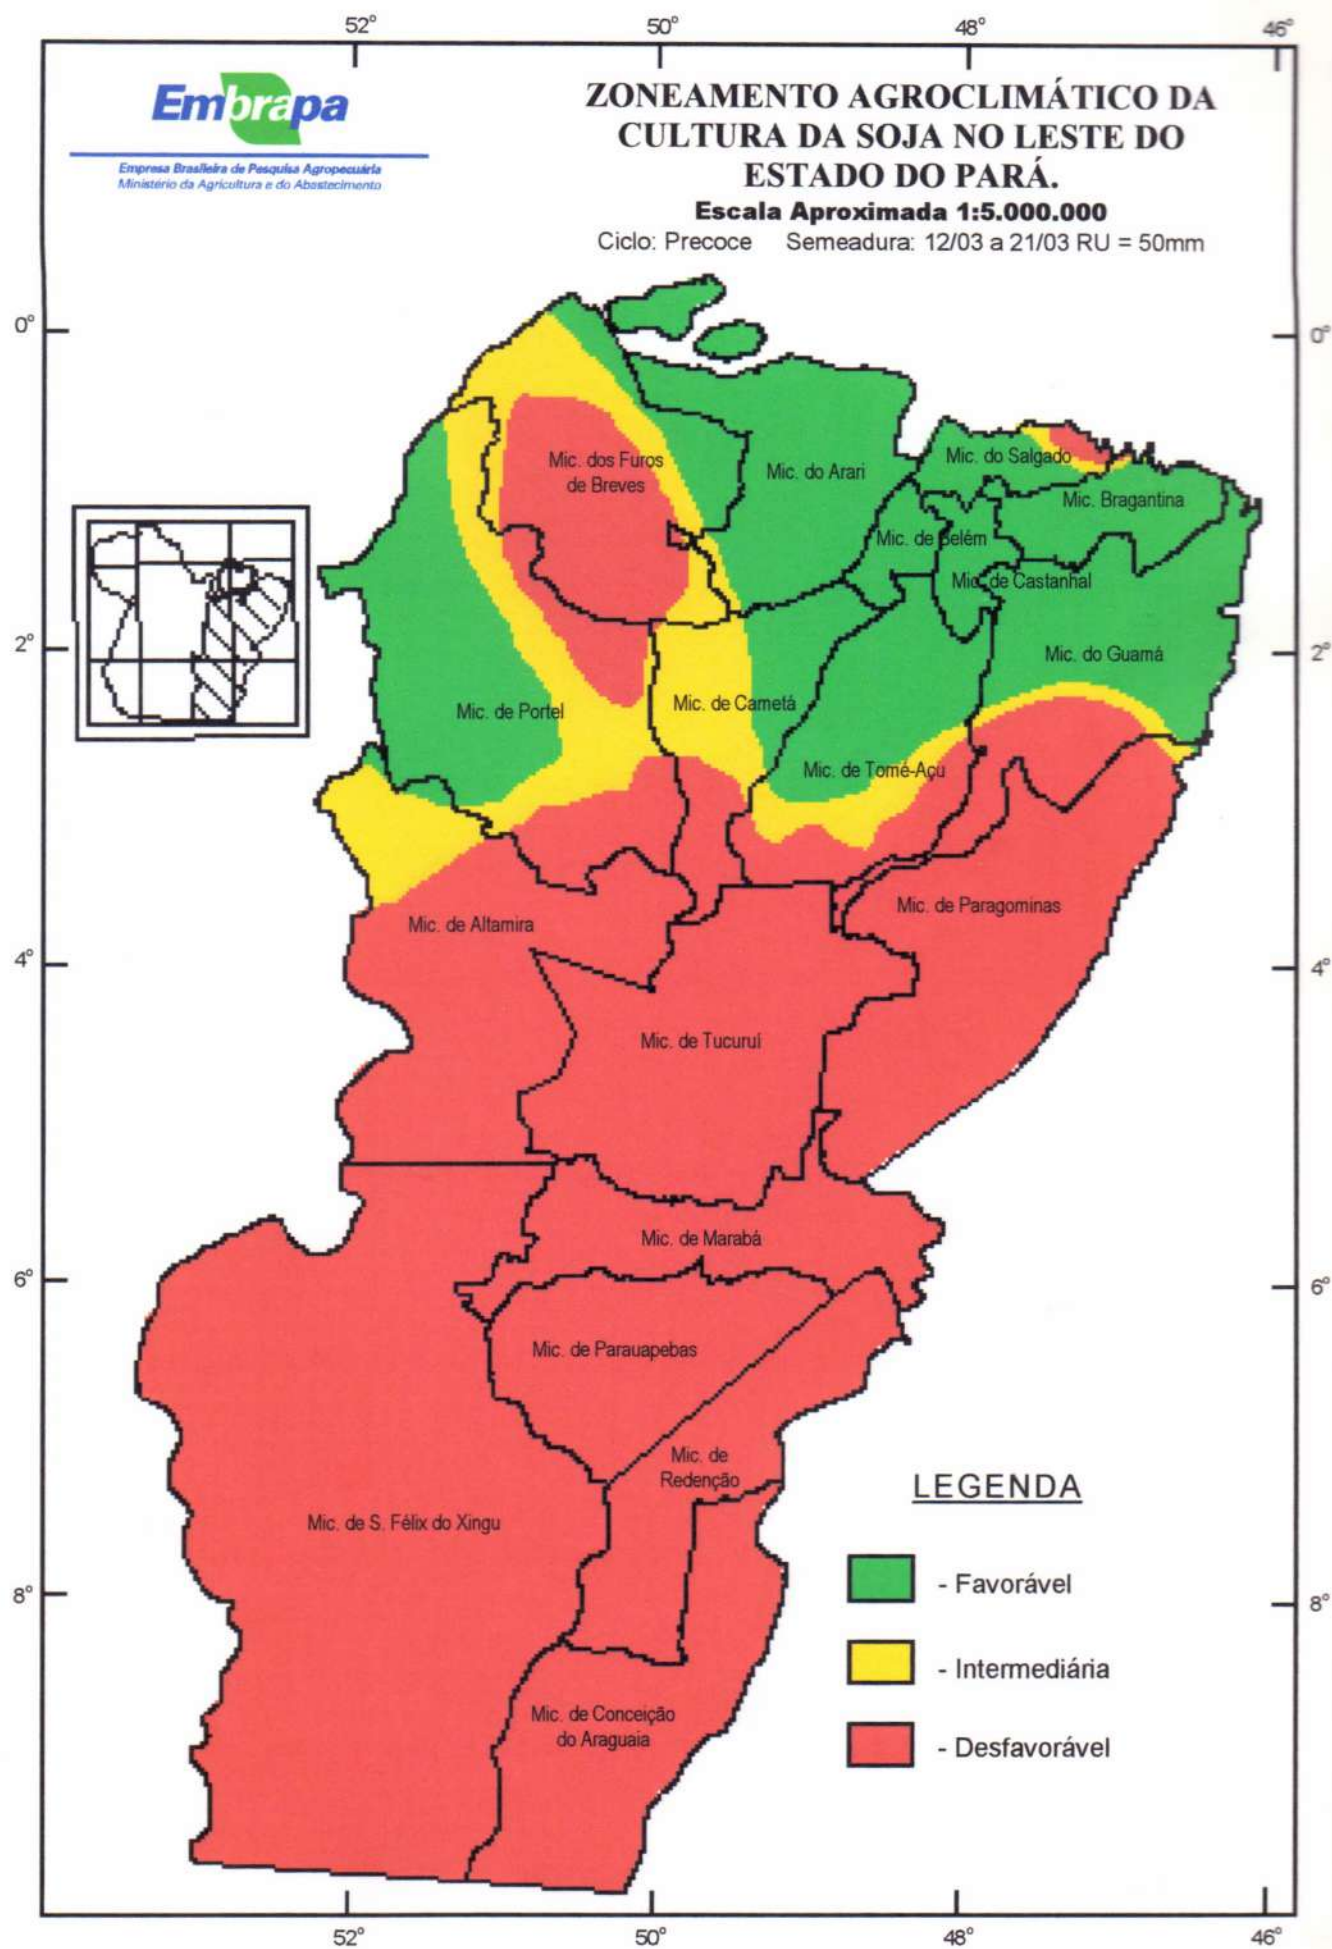 52°
50°
48°
46°
Embrapa
Empresa Brasileira de Pesquisa Agropecuária
Ministério da Agricultura e do Abastecimento
ZONEAMENTO AGROCLIMÁTICO DA
CULTURA DA SOJA NO LESTE DO
ESTADO DO PARÁ.
Escala Aproximada 1:5.000.000
Ciclo: Precoce Semeadura: 12/03 a 21/03 RU = 50mm
0°
0°
Mic. dos Furos
de Breves
Mic. do Arari
Mic. do Salgado
Mic. Bragantina
Mic. de Belém
Mic. de Castanhal
2°
2°
Mic. do Guamá
Mic. de Portel
Mic. de Cametá
Mic. de Tomé-Açu
Mic. de Altamira
Mic. de Paragominas
4°
4°
Mic. de Tucuruí
Mic. de Marabá
6°
6°
Mic. de Parauapebas
Mic. de
Redenção
Mic. de S. Félix do Xingu
LEGENDA
- Favorável
8°
8°
- Intermediária
Mic. de Conceição
do Araguaia
- Desfavorável
52°
50°
48°
46°